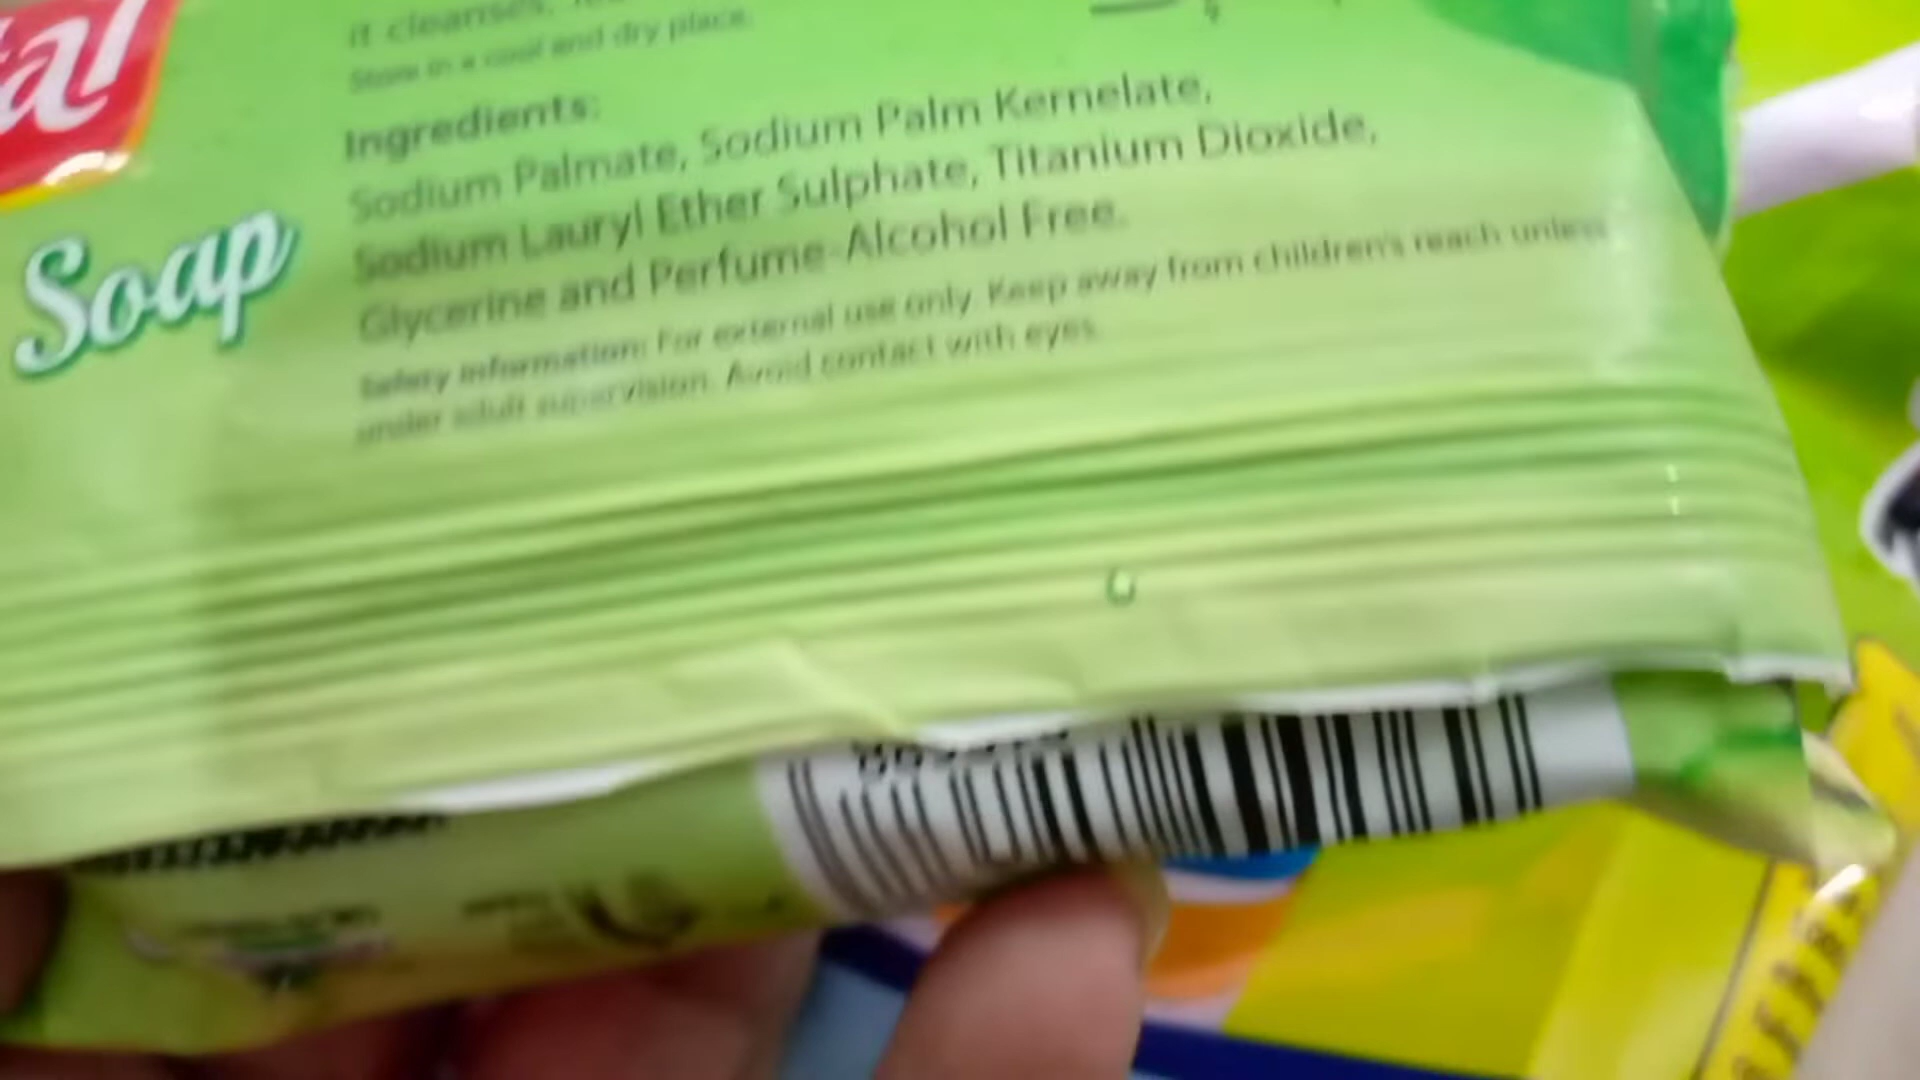 tal
Soap
it cleanses.
Store in a cool and dry place.
Ingredients:
Sodium Palmate, Sodium Palm Kernelate,
Sodium Lauryl Ether Sulphate, Titanium Dioxide,
Glycerine and Perfume-Alcohol Free.
Safety information: For external use only. Keep away from children's reach unless
under adult supervision. Avoid contact with eyes.